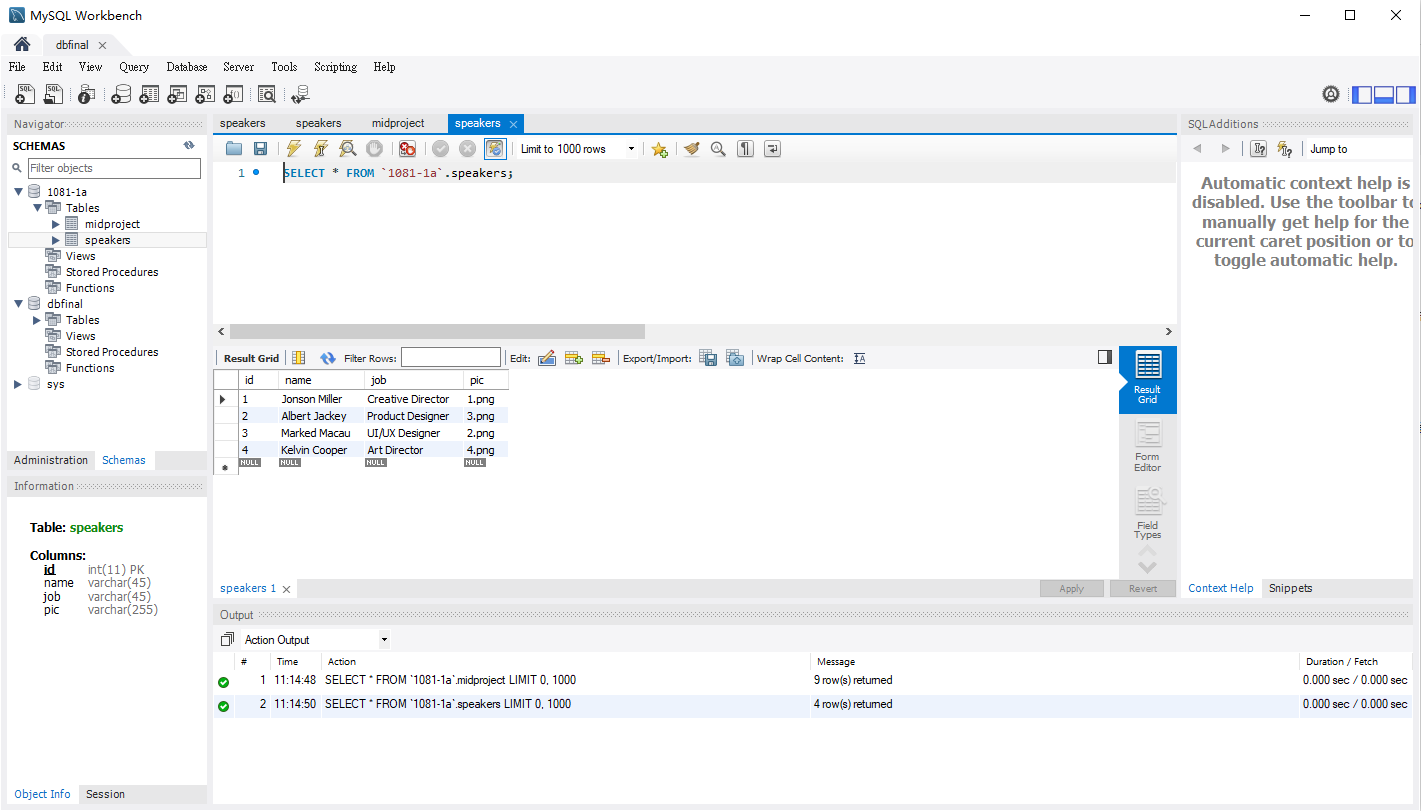 MySQL Workbench
dbfinal
File Edit View Query Database Server Tools Scripting Help
Navigator
SCHEMAS
Filter objects
1081-1a
Tables
midproject
speakers
Views
Stored Procedures
Functions
dbfinal
Tables
Views
Stored Procedures
Functions
sys
Administration Schemas
Information
Table: speakers
Columns:
id int(11) PK
name varchar(45)
job varchar(45)
pic varchar(255)
Object Info Session
speakers speakers midproject speakers
Limit to 1000 rows
1 SELECT * FROM `1081-1a`.speakers;
Result Grid Filter Rows: Edit: Export/Import: Wrap Cell Content:
id name job pic
1 Jonson Miller Creative Director 1.png
2 Albert Jackey Product Designer 3.png
3 Marked Macau UI/UX Designer 2.png
4 Kelvin Cooper Art Director 4.png
NULL NULL NULL NULL
Result
Grid
Form
Editor
Field
Types
speakers 1 Apply Revert
SQLAdditions
Jump to
Automatic context help is
disabled. Use the toolbar to
manually get help for the
current caret position or to
toggle automatic help.
Context Help Snippets
Output
Action Output
# Time Action Message Duration / Fetch
1 11:14:48 SELECT * FROM `1081-1a`.midproject LIMIT 0, 1000 9 row(s) returned 0.000 sec / 0.000 sec
2 11:14:50 SELECT * FROM `1081-1a`.speakers LIMIT 0, 1000 4 row(s) returned 0.000 sec / 0.000 sec